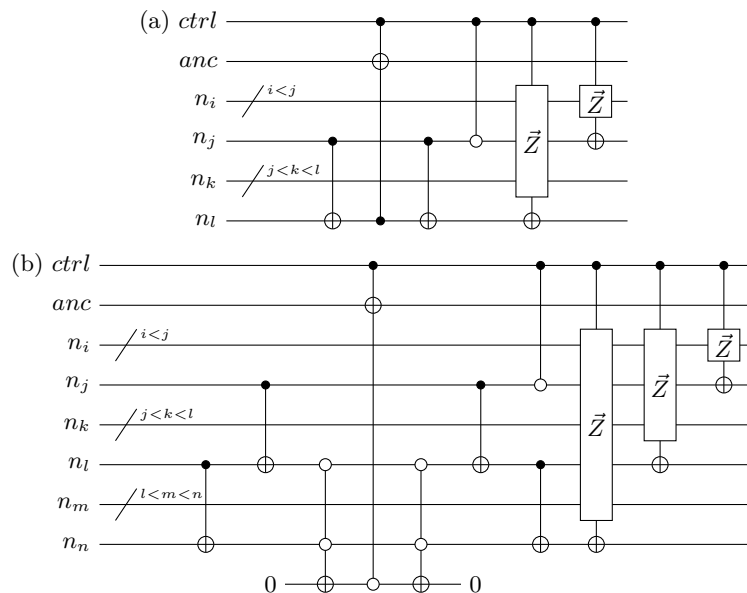 (a) ctrl
anc
n_i i<j Z⃗
n_j Z⃗
n_k j<k<l
n_l
(b) ctrl
anc
n_i i<j Z⃗
n_j Z⃗
n_k j<k<l Z⃗
n_l
n_m l<m<n
n_n
0 0